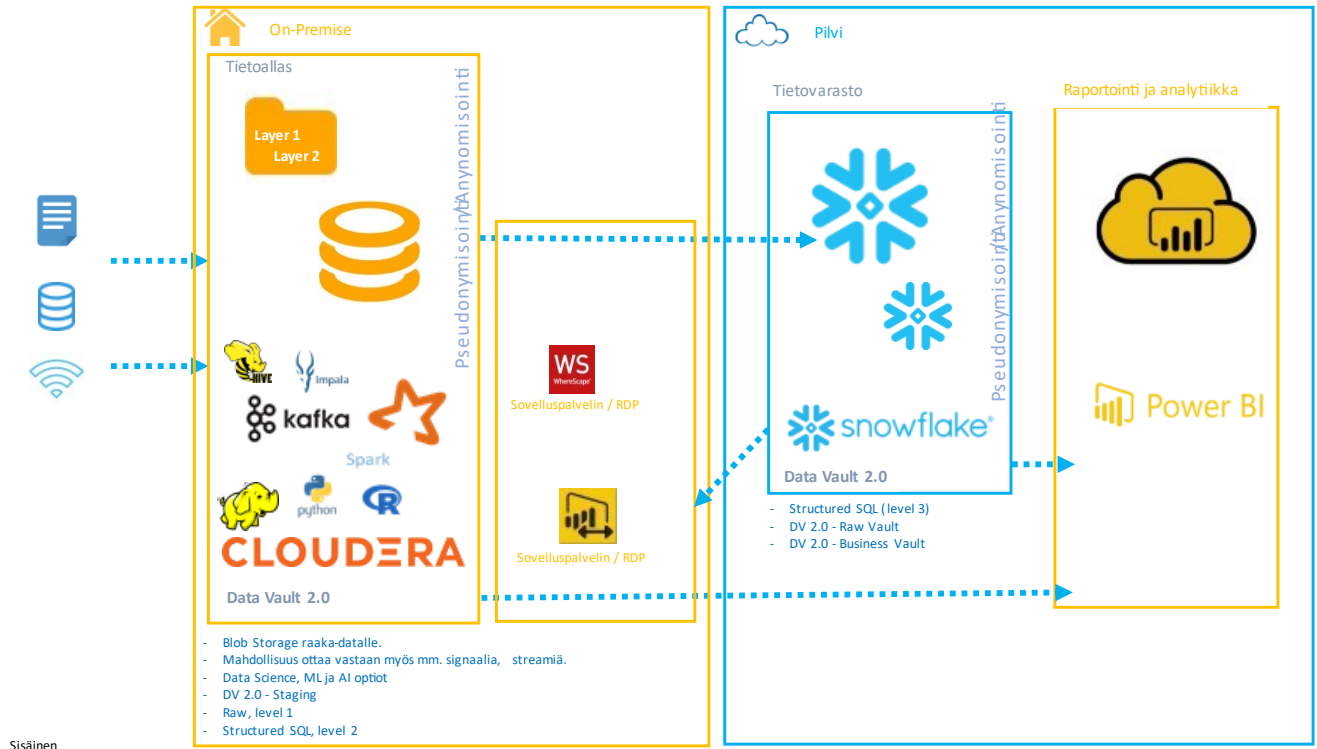 On-Premise
Tietoallas
Layer 1
Layer 2
Pseudonymisointi/Anynomisointi
HIVE
Impala
kafka
Spark
python
R
CLOUDERA
Data Vault 2.0
- Blob Storage raaka-datalle.
- Mahdollisuus ottaa vastaan myös mm. signaalia, streamiä.
- Data Science, ML ja AI optiot
- DV 2.0 - Staging
- Raw, level 1
- Structured SQL, level 2
WS
WhereScape®
Sovelluspalvelin / RDP
Sovelluspalvelin / RDP
Pilvi
Tietovarasto
Pseudonymisointi/Anynomisointi
snowflake®
Data Vault 2.0
- Structured SQL (level 3)
- DV 2.0 - Raw Vault
- DV 2.0 - Business Vault
Raportointi ja analytiikka
Power BI
Sisäinen